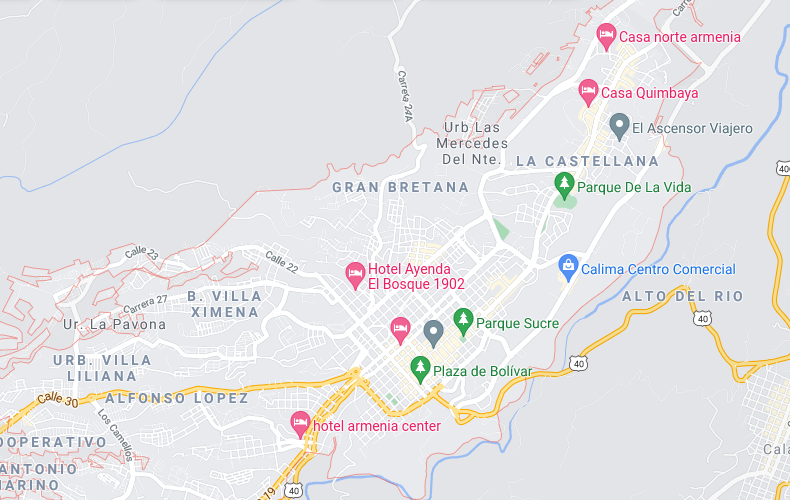 Carre
Casa norte armenia
Carrera 24A
Casa Quimbaya
El Ascensor Viajero
Urb Las
Mercedes
Del Nte.
LA CASTELLANA
GRAN BRETANA
Parque De La Vida
Calle 23
Calle 22
Hotel Ayenda
El Bosque 1902
Calima Centro Comercial
Carrera 27
B. VILLA
XIMENA
ALTO DEL RIO
40
Ur. La Pavona
Parque Sucre
URB. VILLA
LILIANA
Plaza de Bolívar
40
Calle 30
ALFONSO LOPEZ
Los Camellos
hotel armenia center
OOPERATIVO
ANTONIO
MARINO
19
40
Cala